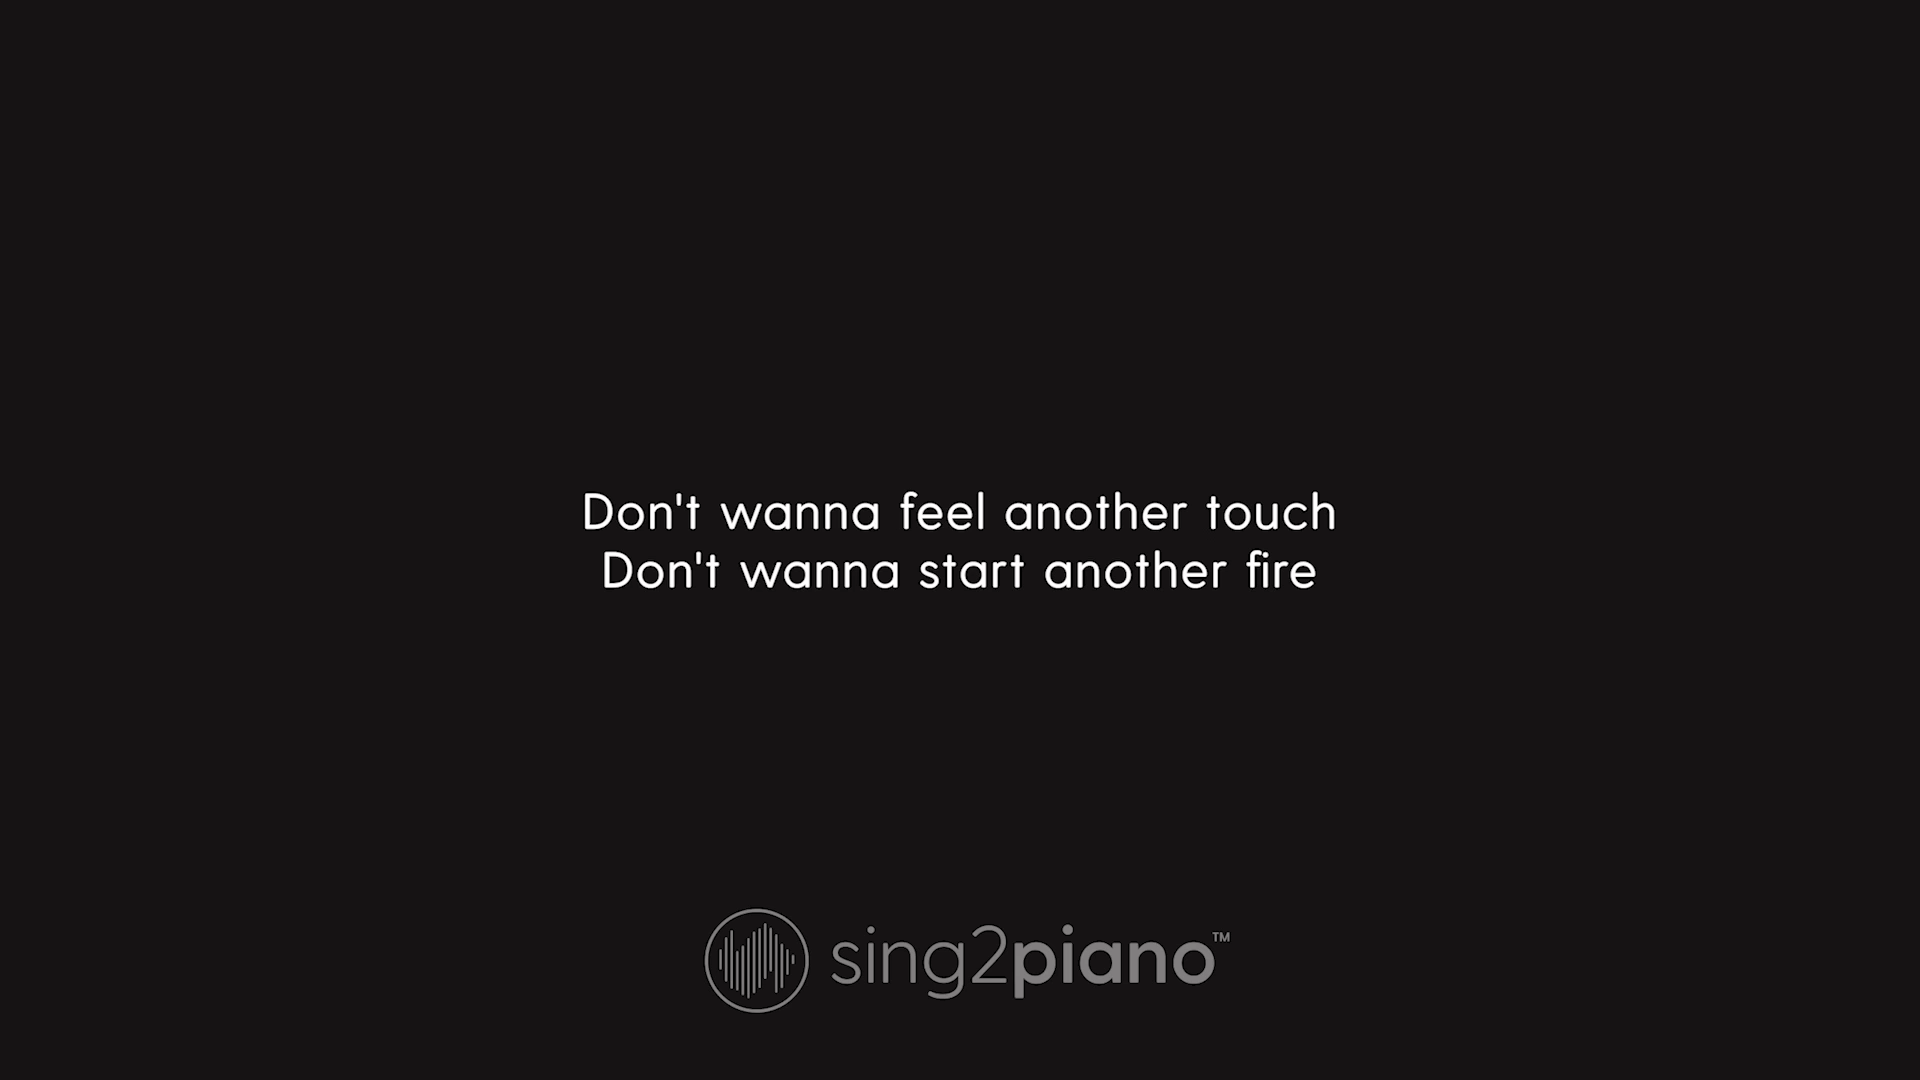 Don't wanna feel another touch
Don't wanna start another fire
sing2piano™